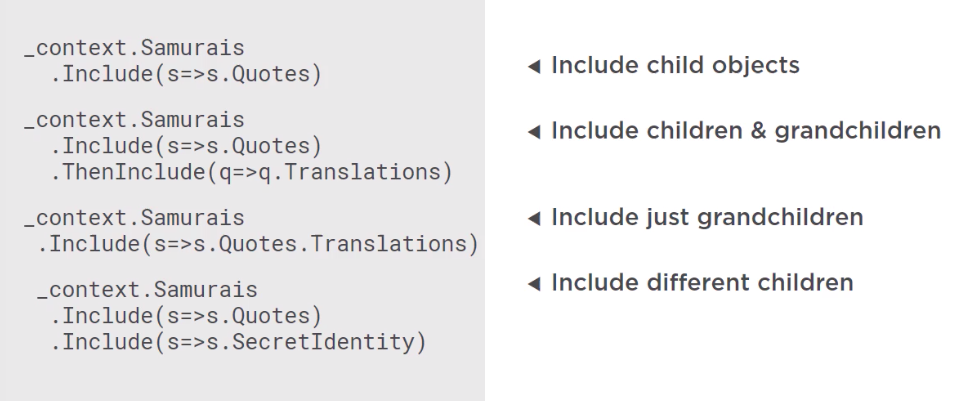 _context.Samurais
.Include(s=>s.Quotes)
◄ Include child objects
_context.Samurais
.Include(s=>s.Quotes)
.ThenInclude(q=>q.Translations)
◄ Include children & grandchildren
_context.Samurais
.Include(s=>s.Quotes.Translations)
◄ Include just grandchildren
_context.Samurais
.Include(s=>s.Quotes)
.Include(s=>s.SecretIdentity)
◄ Include different children